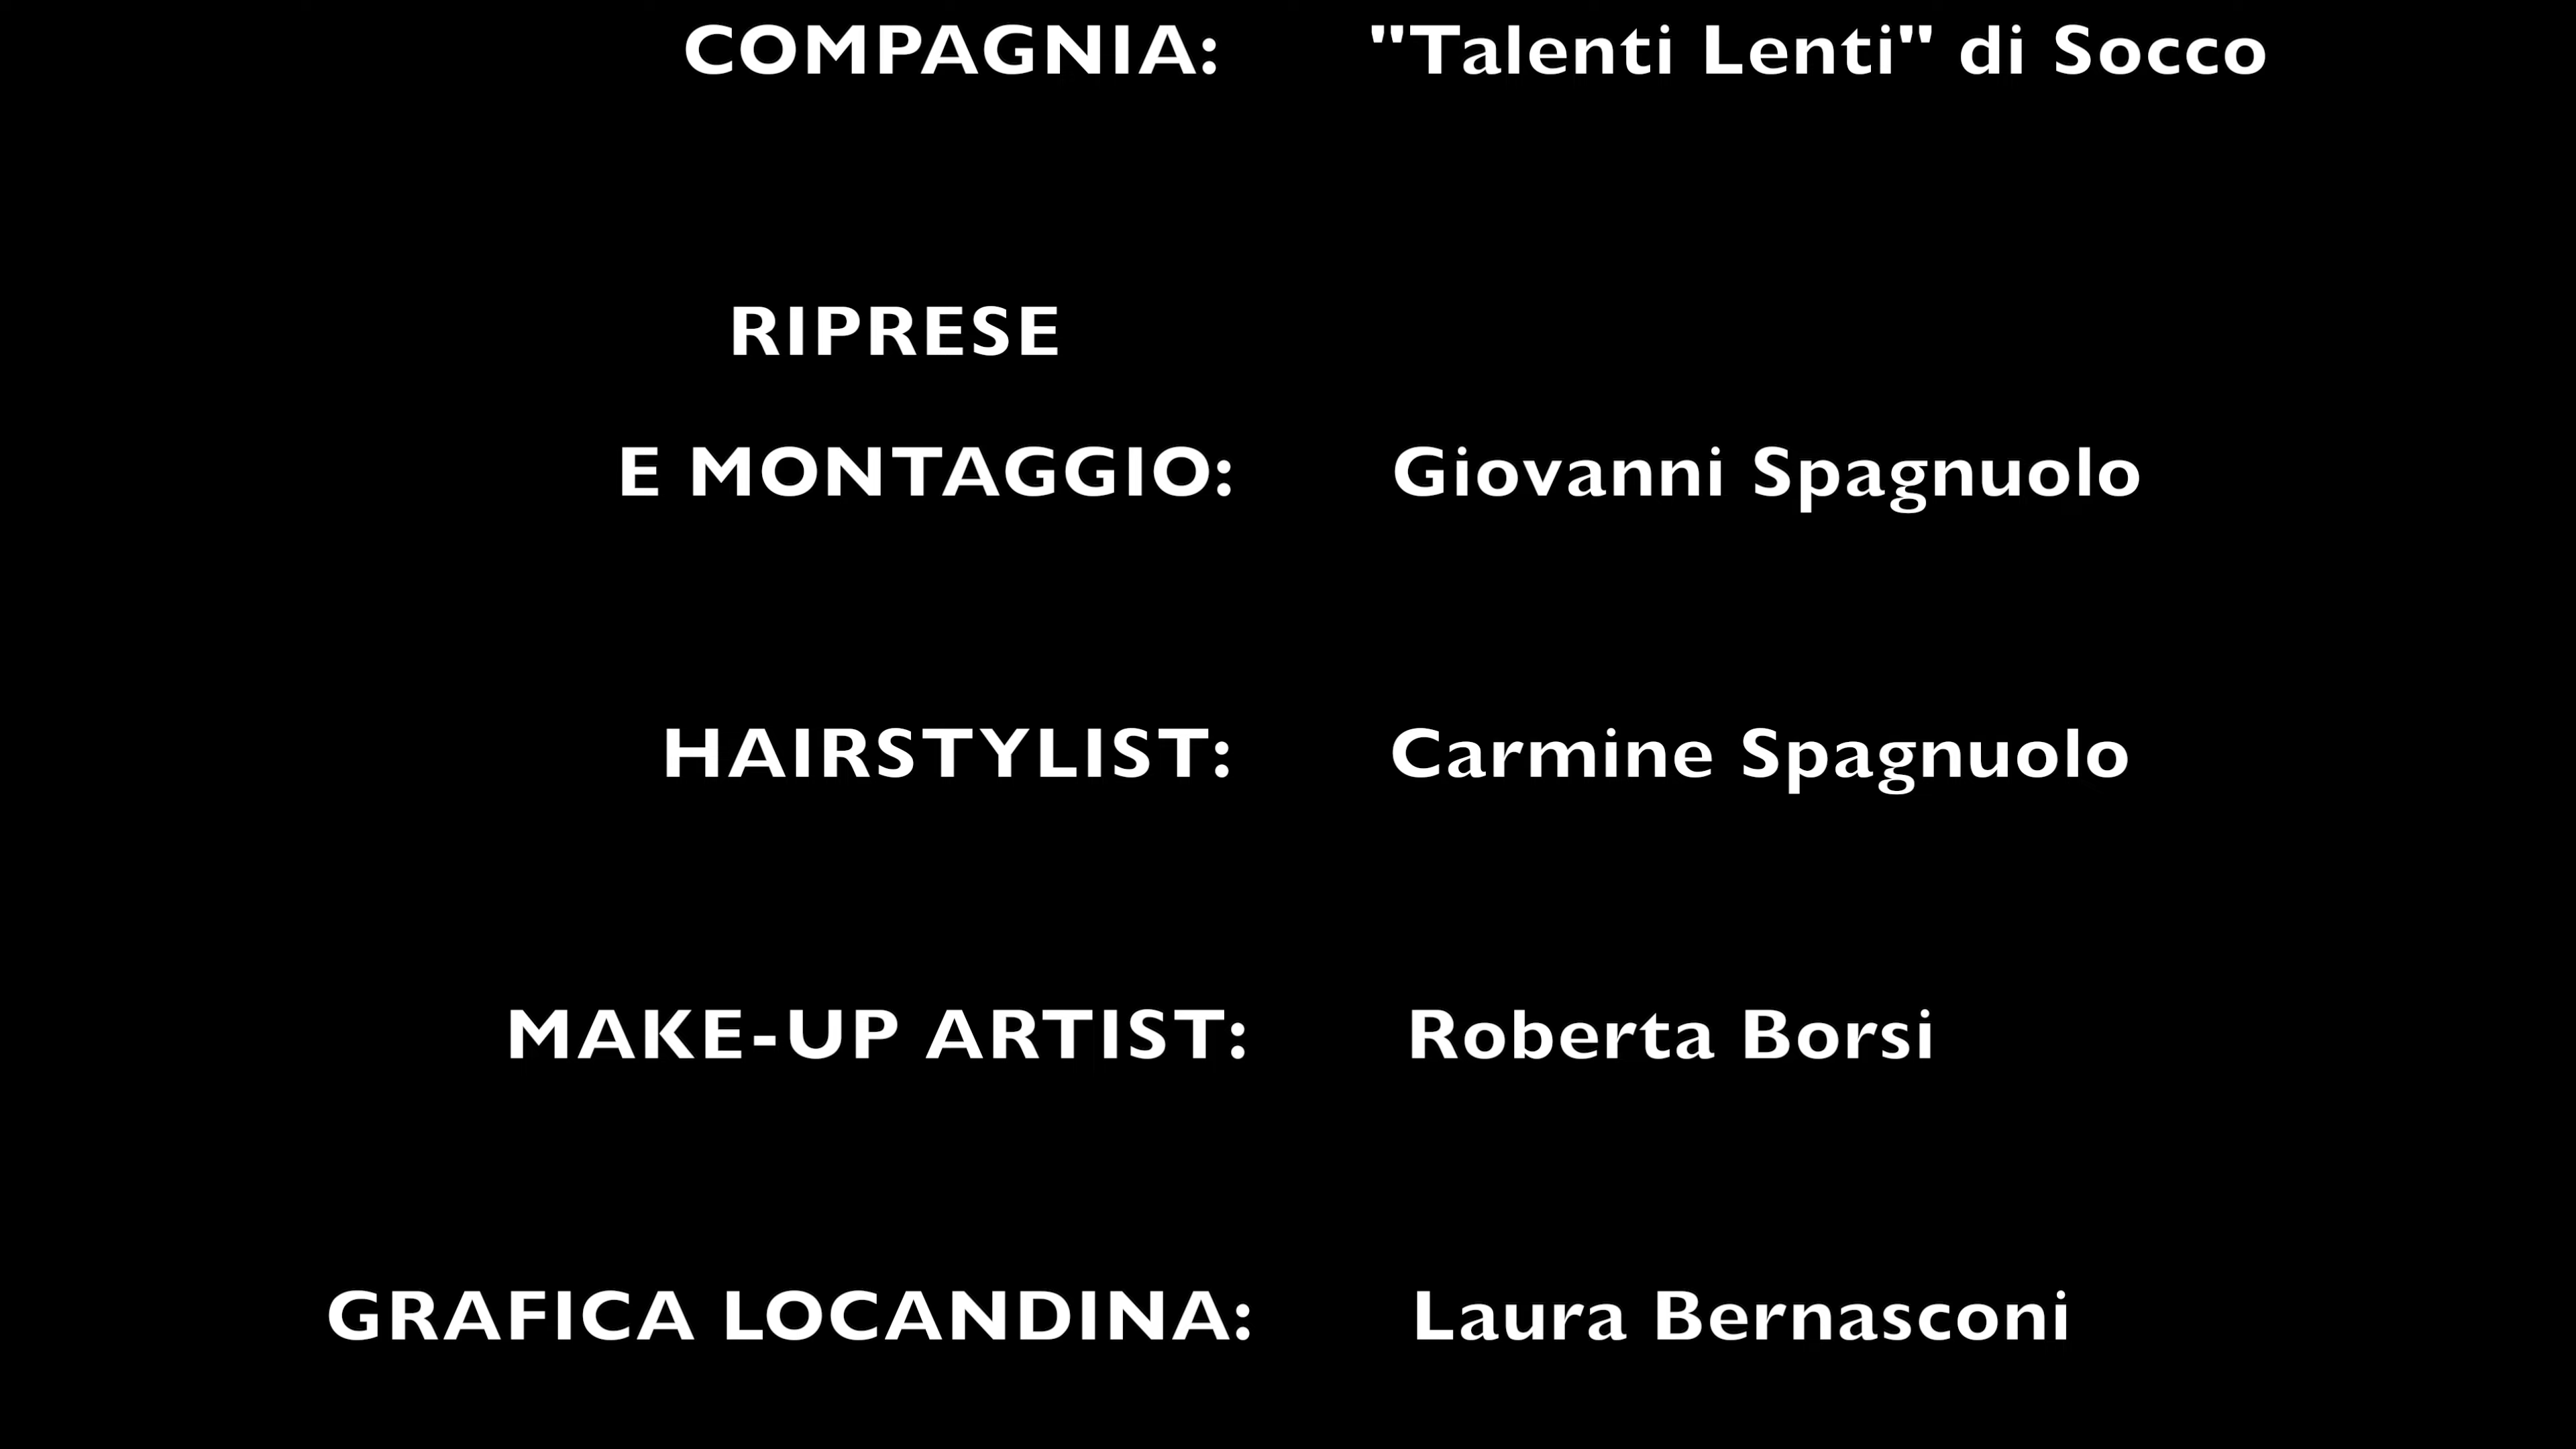 COMPAGNIA: "Talenti Lenti" di Socco
RIPRESE
E MONTAGGIO: Giovanni Spagnuolo
HAIRSTYLIST: Carmine Spagnuolo
MAKE-UP ARTIST: Roberta Borsi
GRAFICA LOCANDINA: Laura Bernasconi